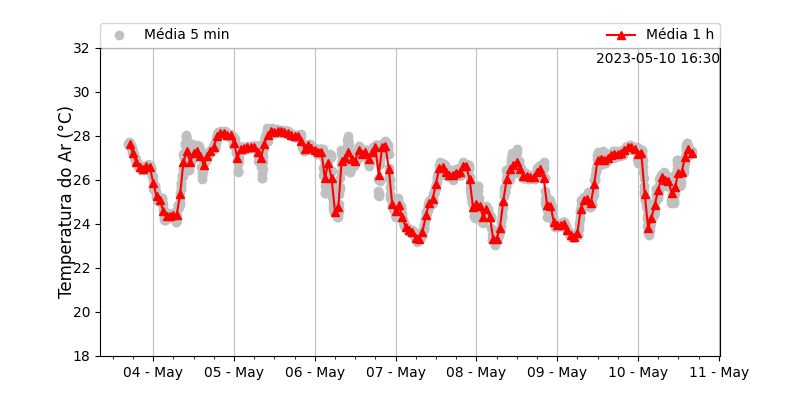 Média 5 min
Média 1 h
2023-05-10 16:30
Temperatura do Ar (°C)
32
30
28
26
24
22
20
18
04 - May
05 - May
06 - May
07 - May
08 - May
09 - May
10 - May
11 - May